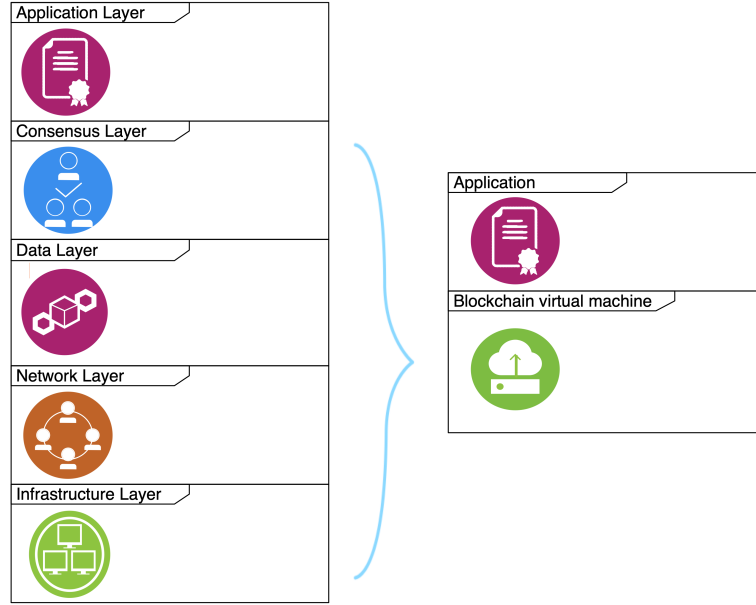 Application Layer
Consensus Layer
Data Layer
Network Layer
Infrastructure Layer
Application
Blockchain virtual machine